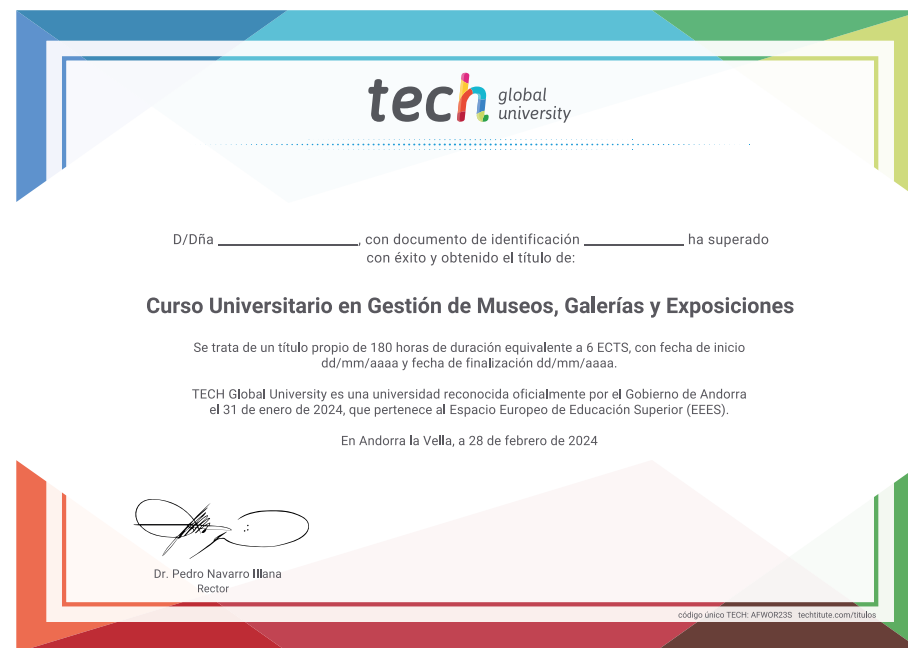 tech global university
D/Dña ______________, con documento de identificación __________ ha superado
con éxito y obtenido el título de:
Curso Universitario en Gestión de Museos, Galerías y Exposiciones
Se trata de un título propio de 180 horas de duración equivalente a 6 ECTS, con fecha de inicio
dd/mm/aaaa y fecha de finalización dd/mm/aaaa.
TECH Global University es una universidad reconocida oficialmente por el Gobierno de Andorra
el 31 de enero de 2024, que pertenece al Espacio Europeo de Educación Superior (EEES).
En Andorra la Vella, a 28 de febrero de 2024
Dr. Pedro Navarro Illana
Rector
código único TECH: AFWOR23S techtitute.com/titulos